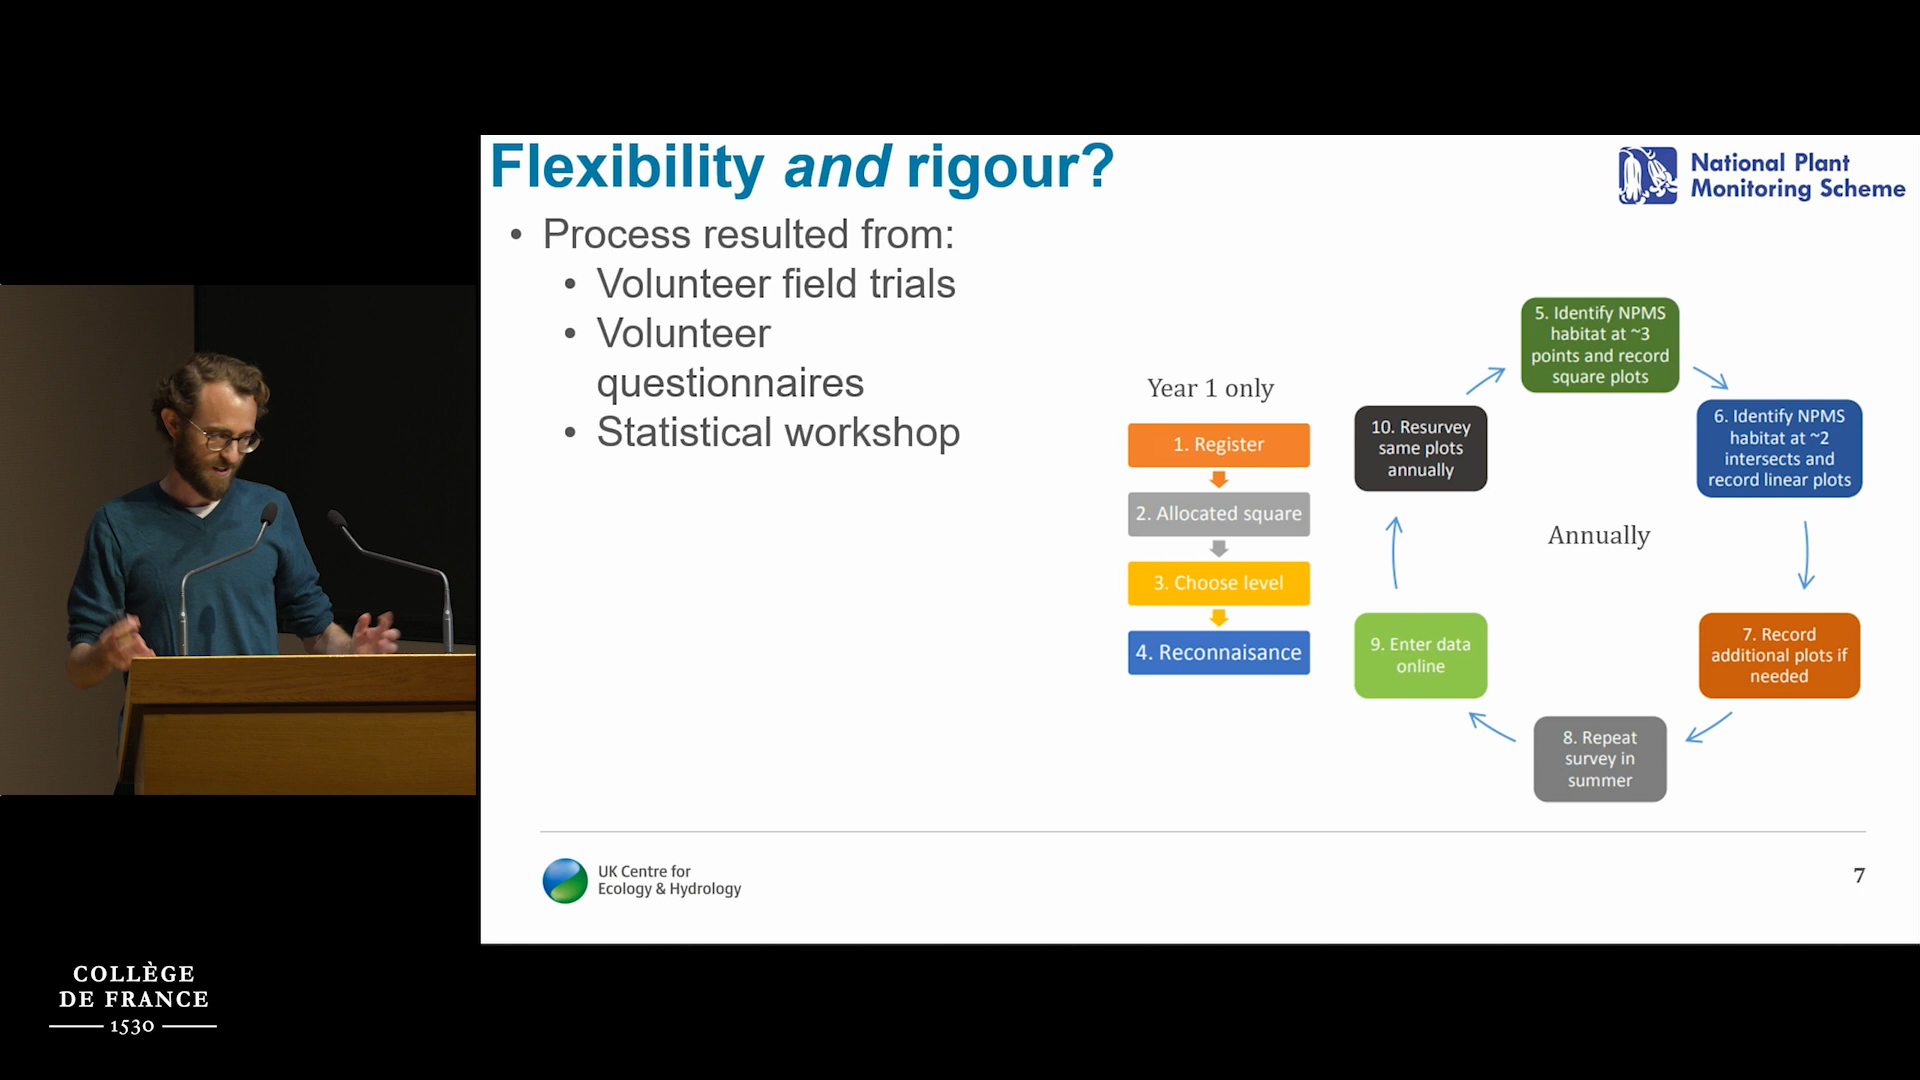 Flexibility and rigour?
National Plant
Monitoring Scheme
• Process resulted from:
• Volunteer field trials
• Volunteer
questionnaires
• Statistical workshop
Year 1 only
1. Register
2. Allocated square
3. Choose level
4. Reconnaisance
5. Identify NPMS
habitat at ~3
points and record
square plots
6. Identify NPMS
habitat at ~2
intersects and
record linear plots
7. Record
additional plots if
needed
8. Repeat
survey in
summer
9. Enter data
online
10. Resurvey
same plots
annually
Annually
UK Centre for
Ecology & Hydrology
7
COLLÈGE
DE FRANCE
1530